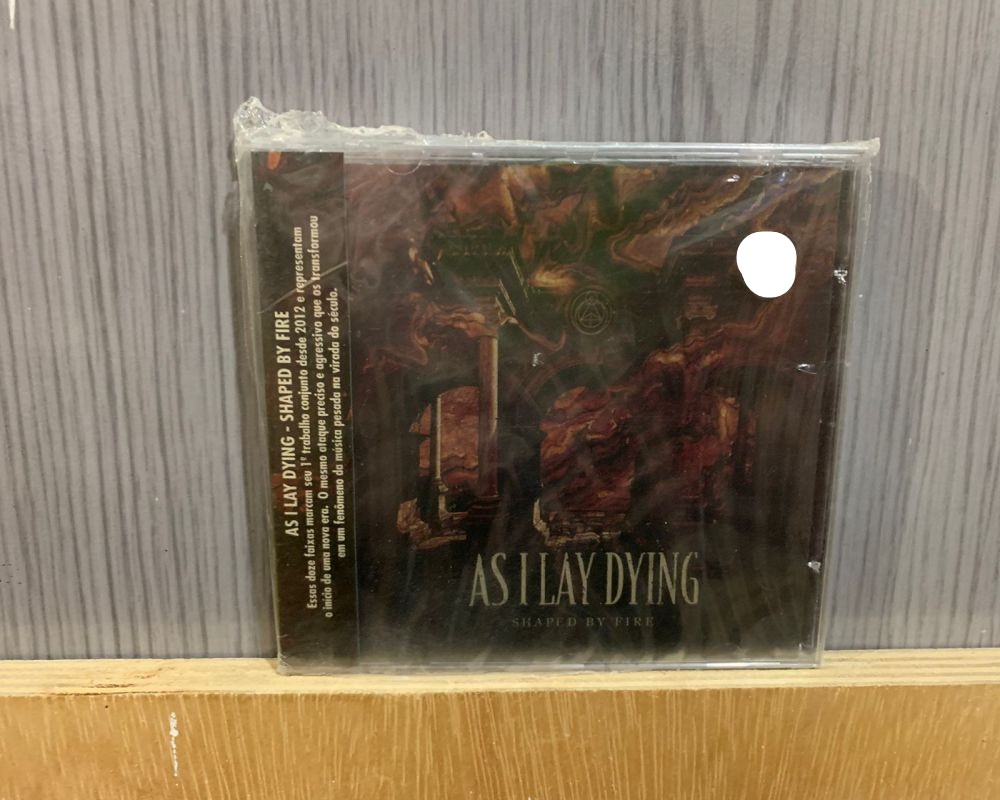 AS I LAY DYING - SHAPED BY FIRE
Essas doze faixas marcam seu 1º trabalho conjunto desde 2012 e representam
o início de uma nova era. O mesmo ataque preciso e agressivo que os transformou
em um fenômeno da música pesada na virada do século.
AS I LAY DYING
SHAPED BY FIRE